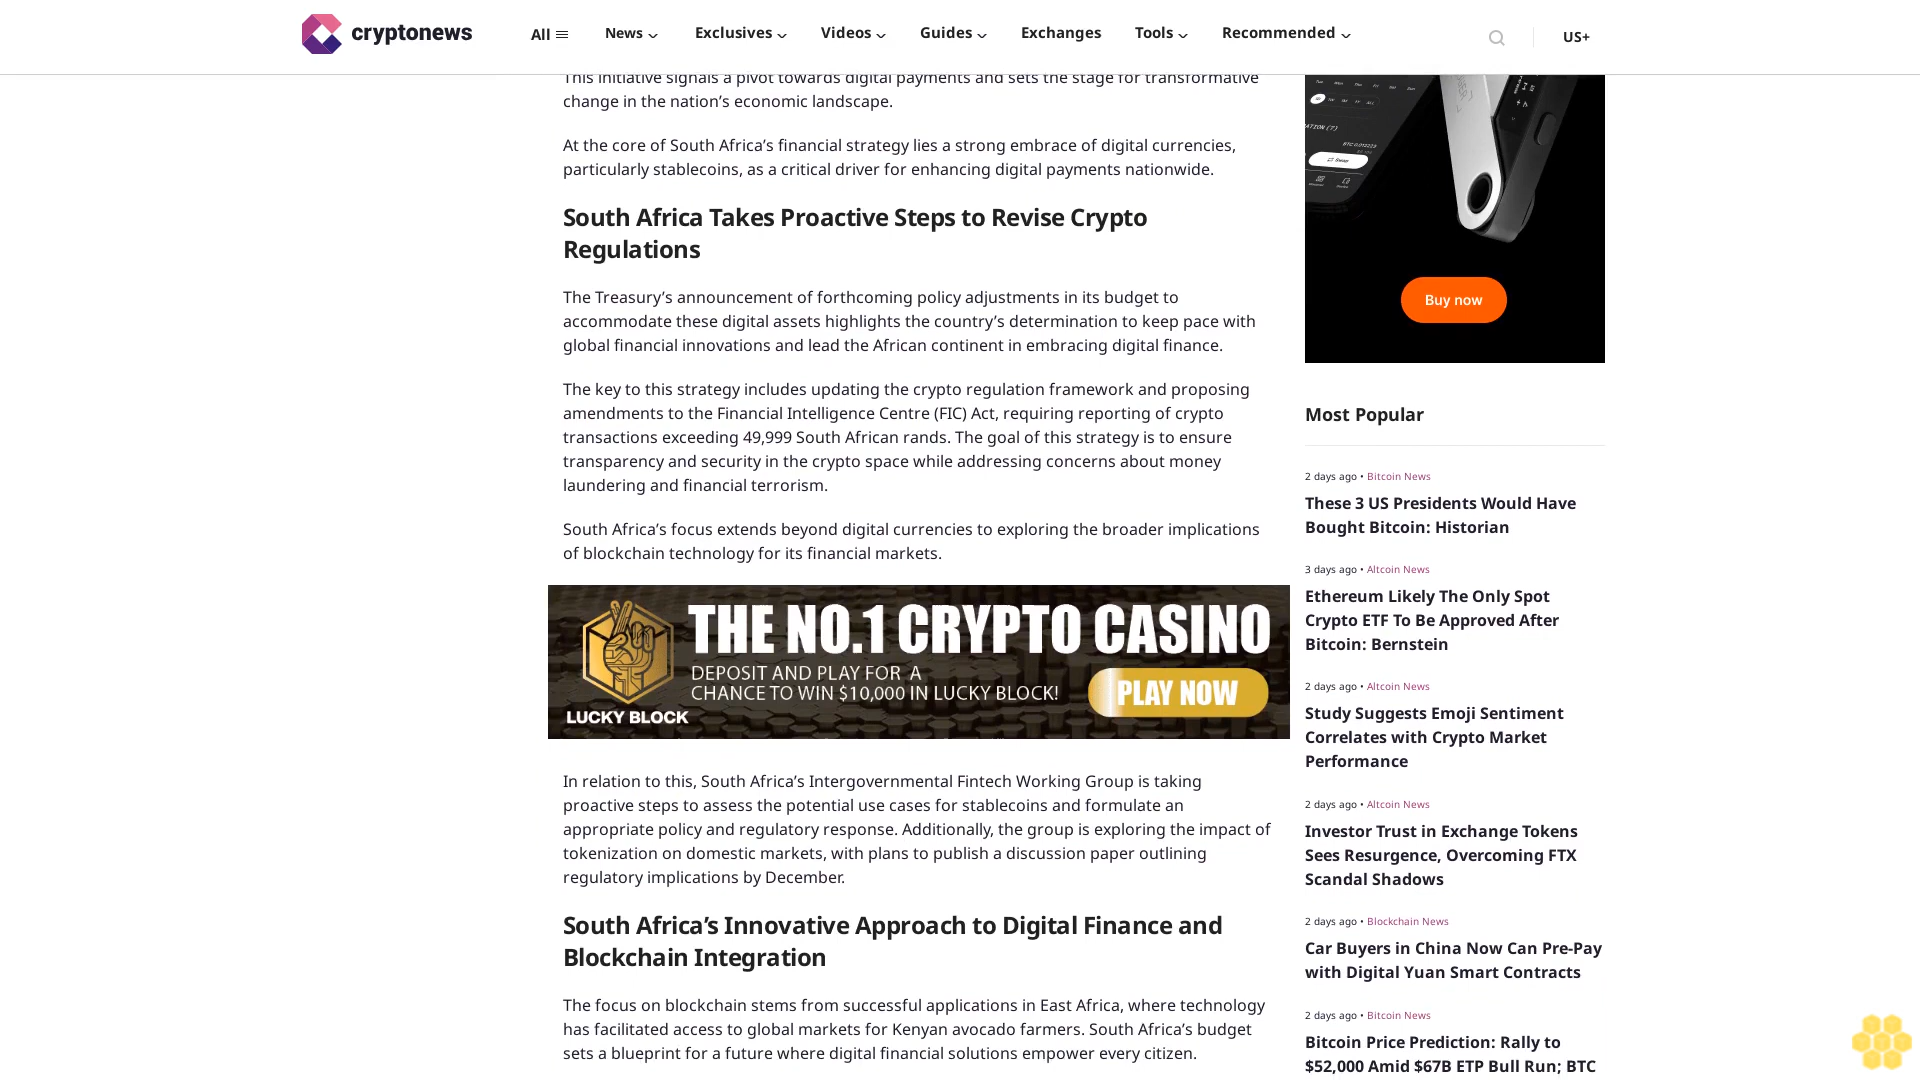 cryptonews
All
News
Exclusives
Videos
Guides
Exchanges
Tools
Recommended
US+
This initiative signals a pivot towards digital payments and sets the stage for transformative
change in the nation’s economic landscape.
At the core of South Africa’s financial strategy lies a strong embrace of digital currencies,
particularly stablecoins, as a critical driver for enhancing digital payments nationwide.
South Africa Takes Proactive Steps to Revise Crypto
Regulations
The Treasury’s announcement of forthcoming policy adjustments in its budget to
accommodate these digital assets highlights the country’s determination to keep pace with
global financial innovations and lead the African continent in embracing digital finance.
The key to this strategy includes updating the crypto regulation framework and proposing
amendments to the Financial Intelligence Centre (FIC) Act, requiring reporting of crypto
transactions exceeding 49,999 South African rands. The goal of this strategy is to ensure
transparency and security in the crypto space while addressing concerns about money
laundering and financial terrorism.
South Africa’s focus extends beyond digital currencies to exploring the broader implications
of blockchain technology for its financial markets.
THE NO.1 CRYPTO CASINO
DEPOSIT AND PLAY FOR A
CHANCE TO WIN $10,000 IN LUCKY BLOCK!
PLAY NOW
LUCKY BLOCK
In relation to this, South Africa’s Intergovernmental Fintech Working Group is taking
proactive steps to assess the potential use cases for stablecoins and formulate an
appropriate policy and regulatory response. Additionally, the group is exploring the impact of
tokenization on domestic markets, with plans to publish a discussion paper outlining
regulatory implications by December.
South Africa’s Innovative Approach to Digital Finance and
Blockchain Integration
The focus on blockchain stems from successful applications in East Africa, where technology
has facilitated access to global markets for Kenyan avocado farmers. South Africa’s budget
sets a blueprint for a future where digital financial solutions empower every citizen.
Buy now
Most Popular
2 days ago • Bitcoin News
These 3 US Presidents Would Have
Bought Bitcoin: Historian
3 days ago • Altcoin News
Ethereum Likely The Only Spot
Crypto ETF To Be Approved After
Bitcoin: Bernstein
2 days ago • Altcoin News
Study Suggests Emoji Sentiment
Correlates with Crypto Market
Performance
2 days ago • Altcoin News
Investor Trust in Exchange Tokens
Sees Resurgence, Overcoming FTX
Scandal Shadows
2 days ago • Blockchain News
Car Buyers in China Now Can Pre-Pay
with Digital Yuan Smart Contracts
2 days ago • Bitcoin News
Bitcoin Price Prediction: Rally to
$52,000 Amid $67B ETP Bull Run; BTC